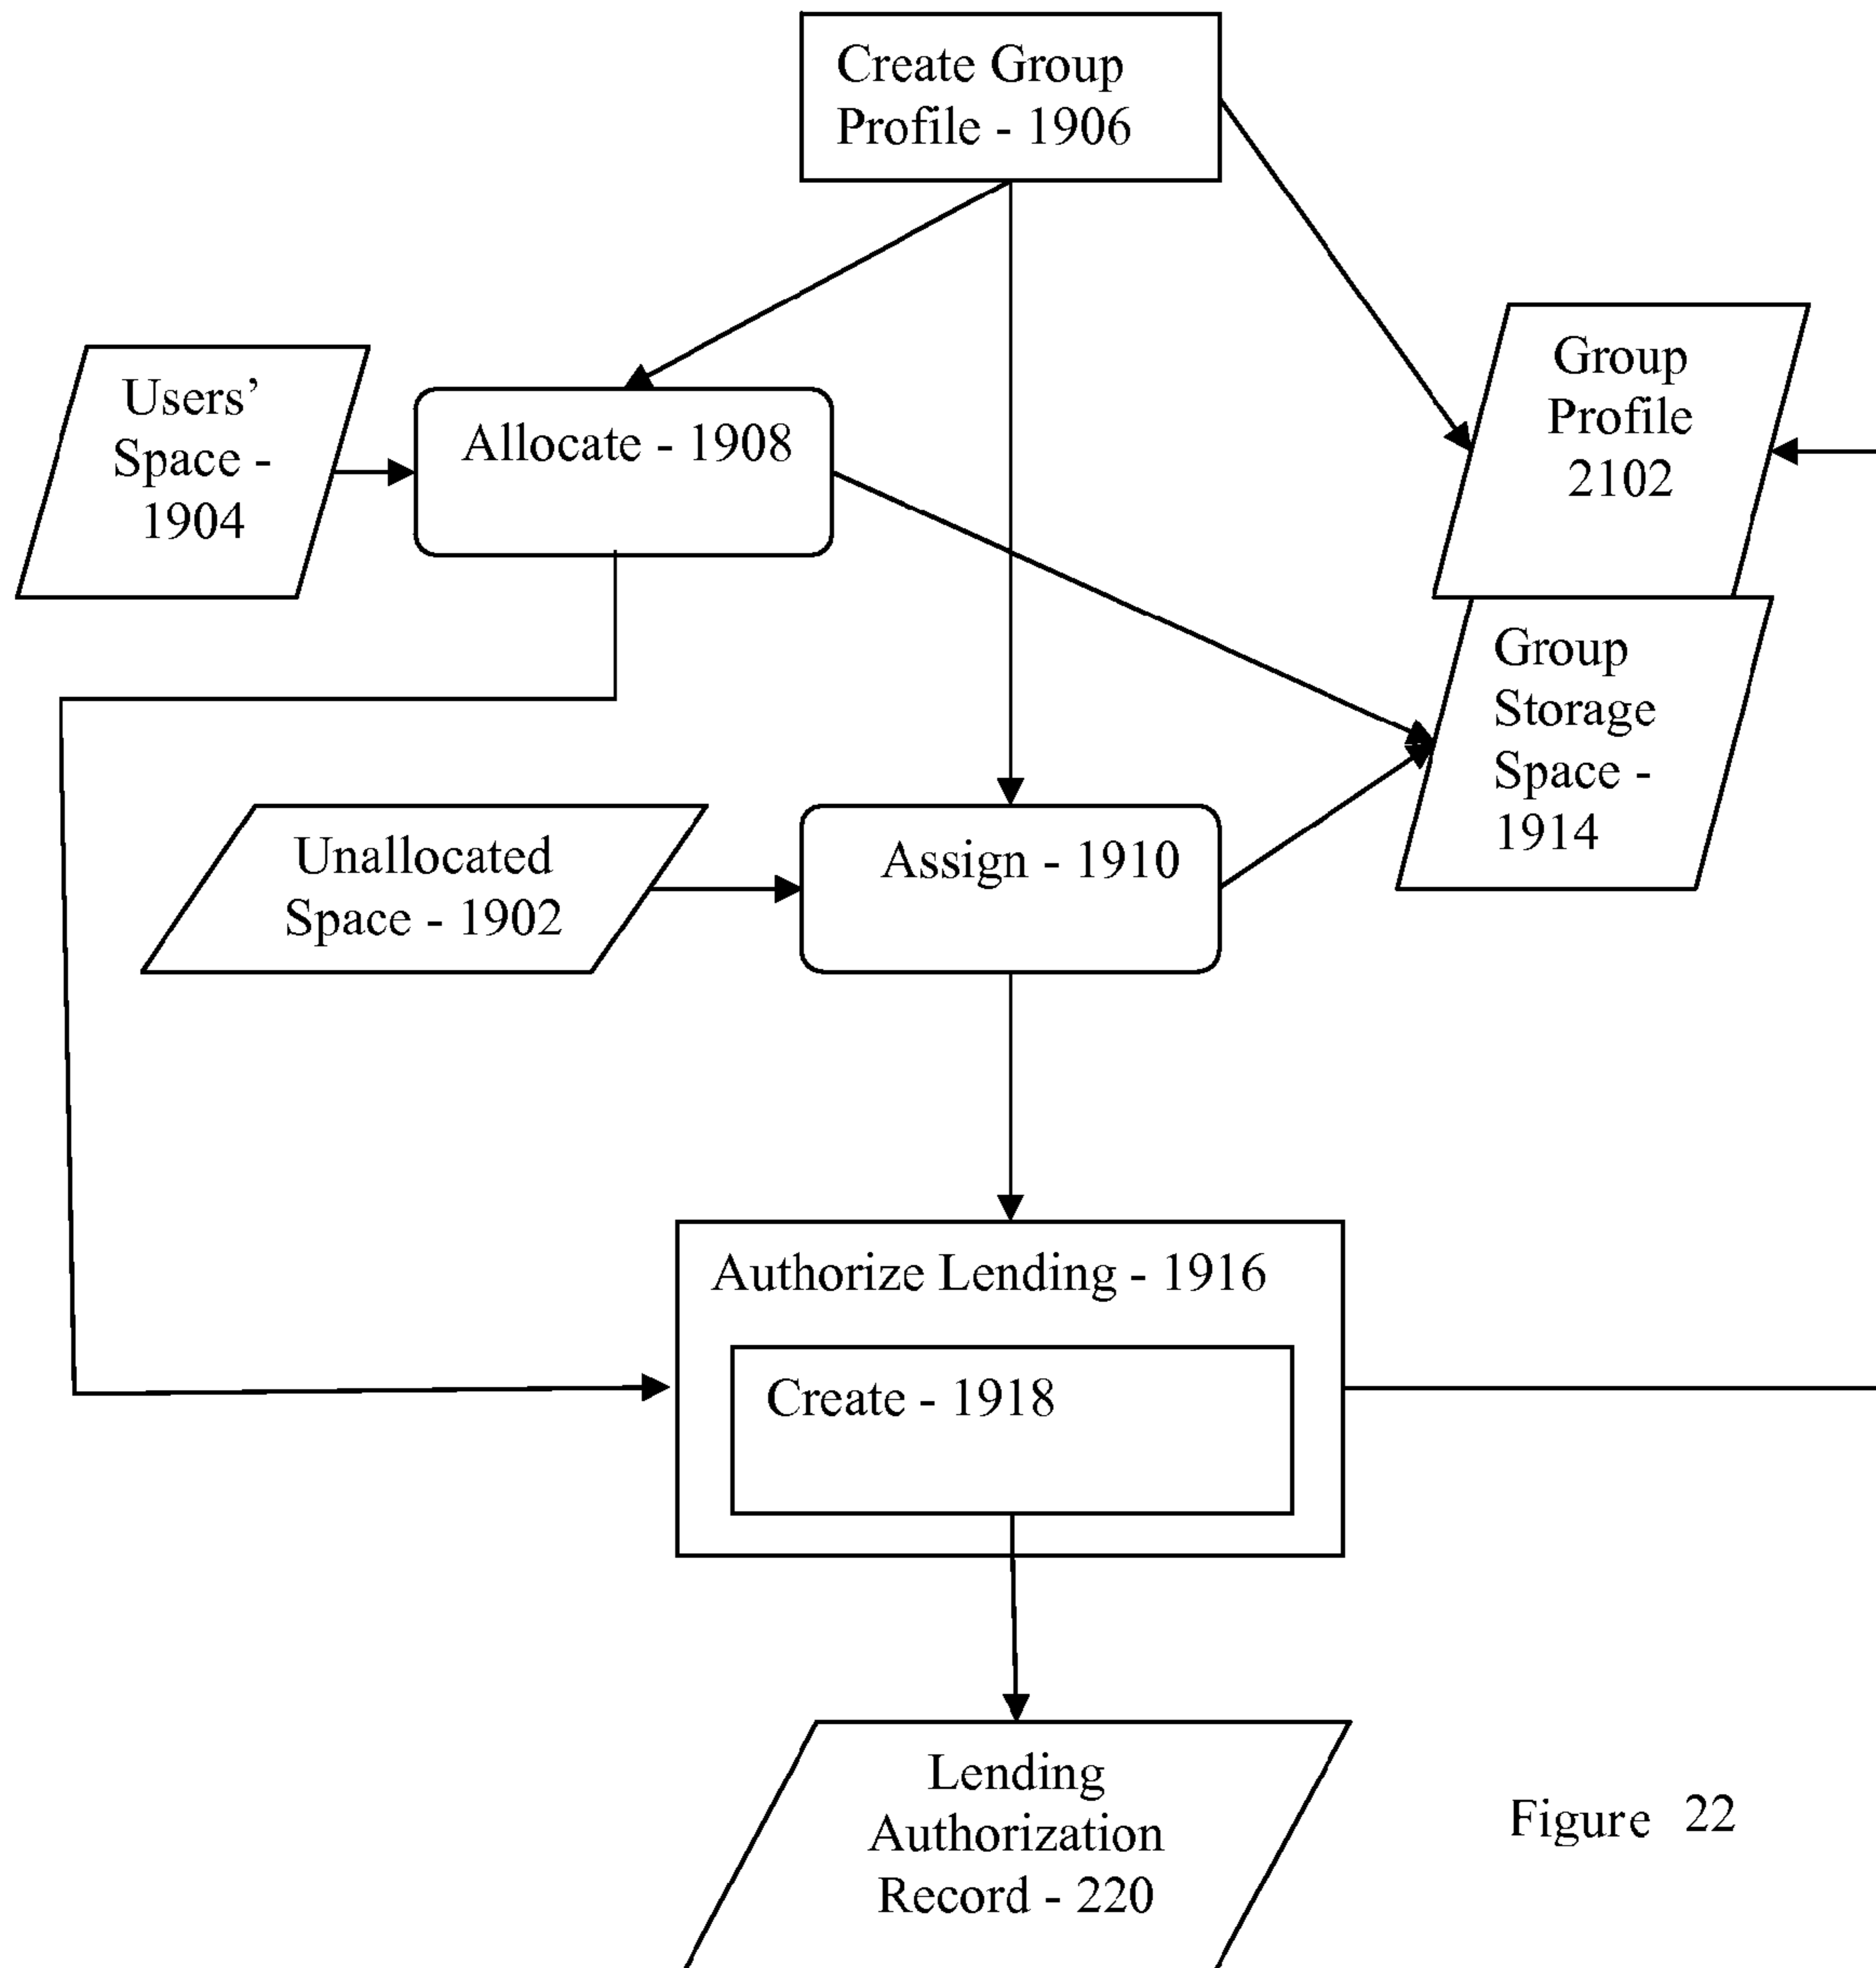 Create Group
Profile - 1906
Group
Profile
2102
Users’
Space -
1904
Allocate - 1908
Group
Storage
Space -
1914
Unallocated
Space - 1902
Assign - 1910
Authorize Lending - 1916
Create - 1918
Lending
Authorization
Record - 220
Figure 22